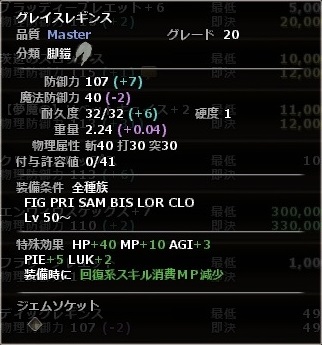 グレイスレギンス
品質 Master グレード 20
分類 脚鎧
防御力 107 (+7)
魔法防御力 40 (-2)
耐久度 32/32 (+6) 硬度 1
重量 2.24 (+0.04)
物理属性 斬40 打30 突30
付与許容値 0/41
装備条件 全種族
FIG PRI SAM BIS LOR CLO
Lv 50～
特殊効果 HP+40 MP+10 AGI+3
PIE+5 LUK+2
装備時に 回復系スキル消費MP減少
ジェムソケット